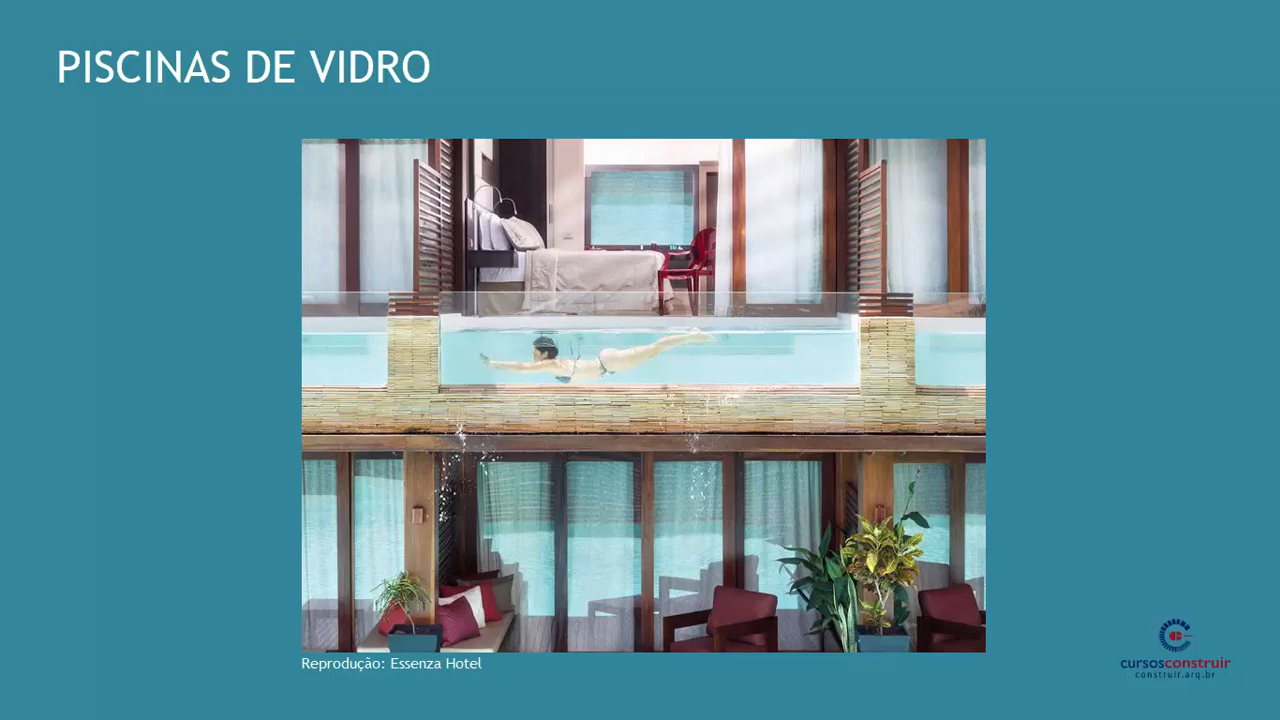 PISCINAS DE VIDRO
Reprodução: Essenza Hotel
cursosconstruir
construir.arq.br